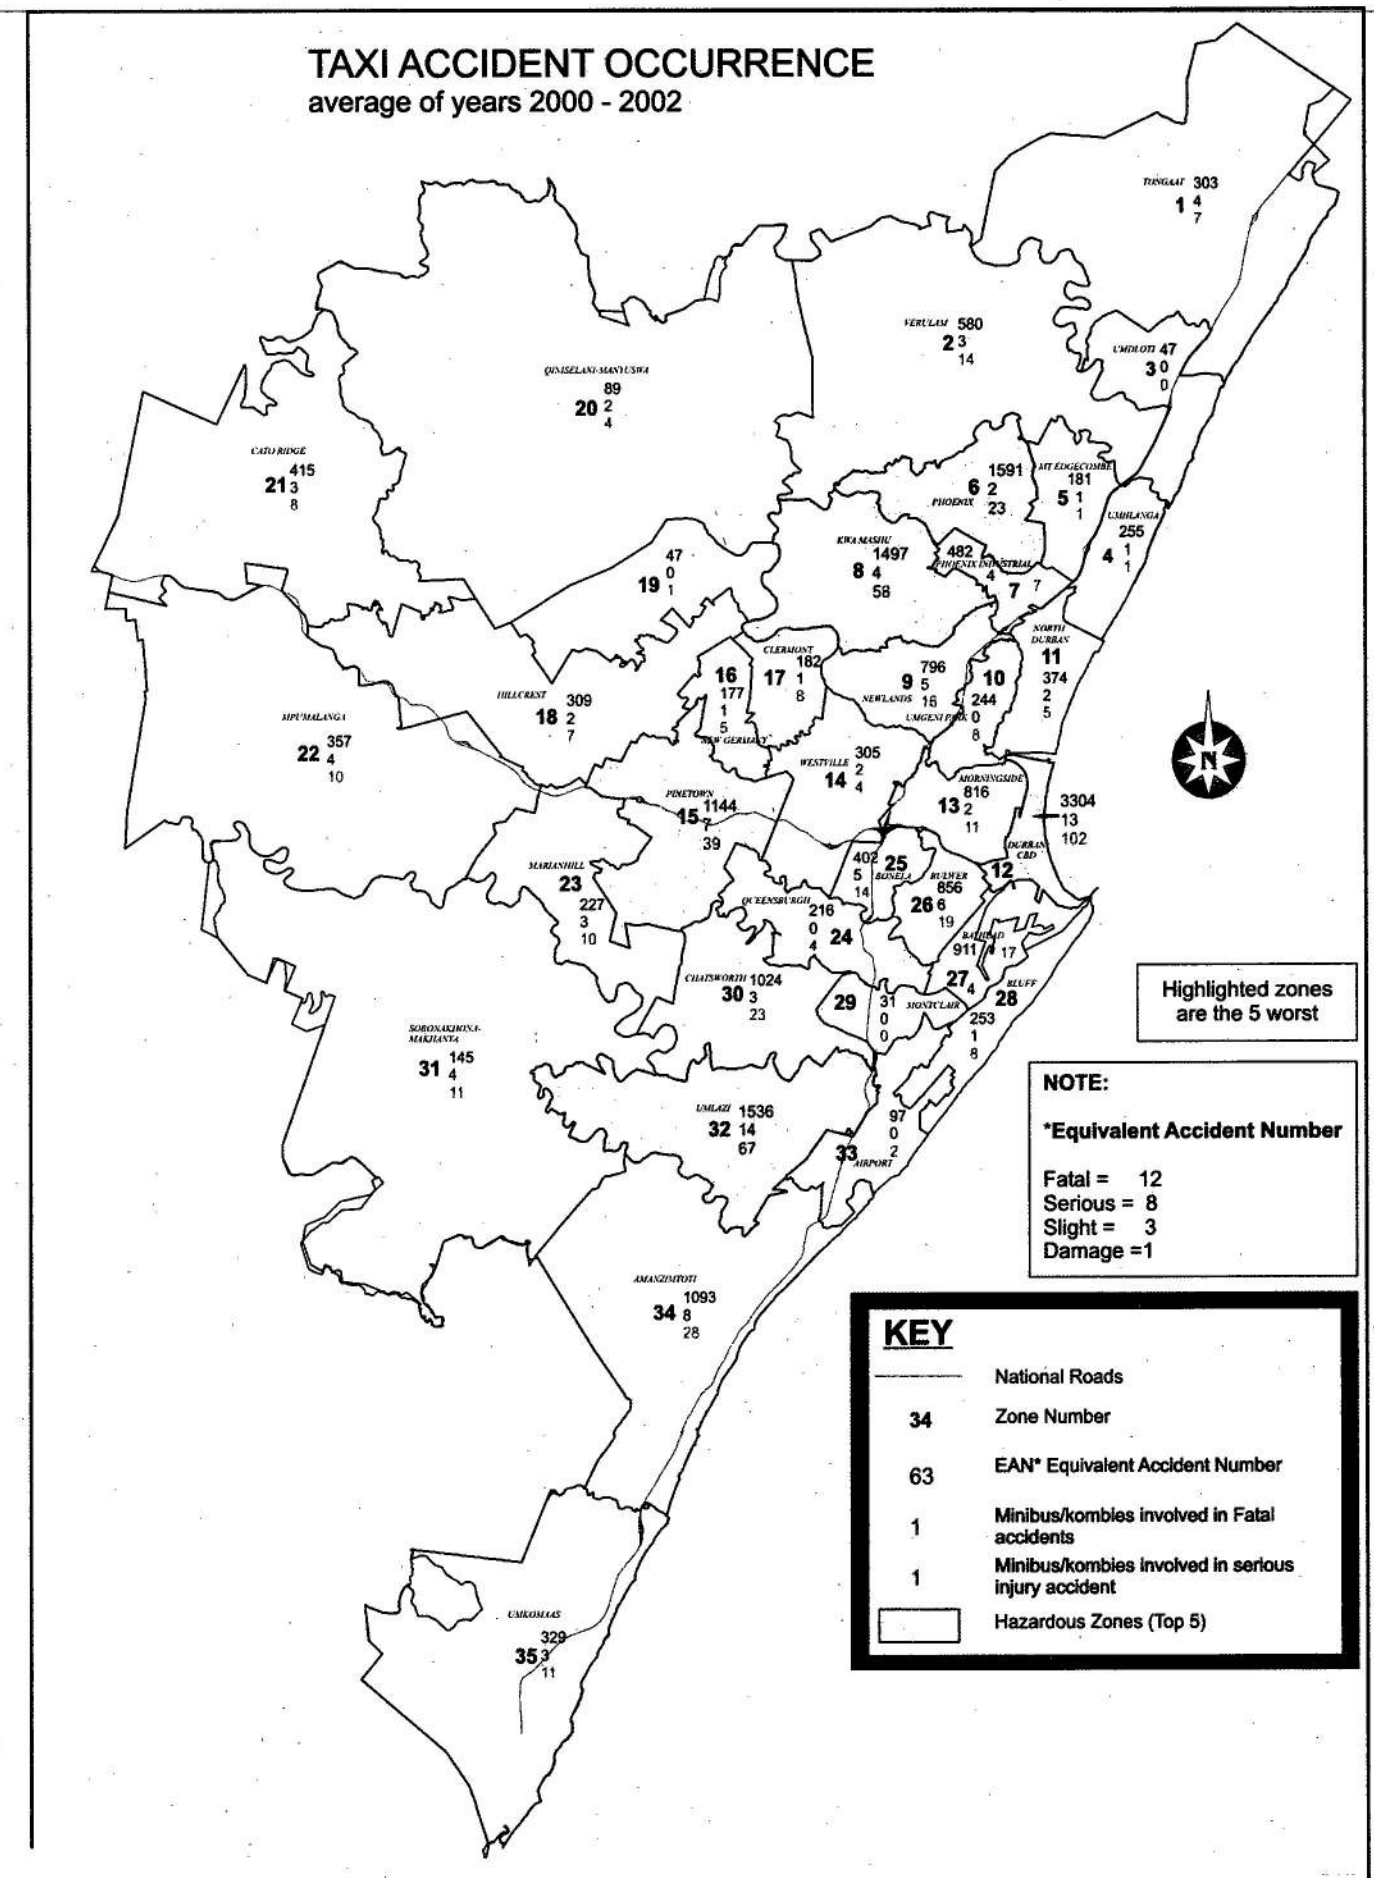 TAXI ACCIDENT OCCURRENCE
average of years 2000 - 2002
TONGAAT 303
1 4
7
VERULAM 580
2 3
14
UMDLOTI 47
3 0
0
QIMSELANI-MANYUSWA
89
20 2
4
CATO RIDGE
415
21 3
8
1591
6 2
PHOENIX 23
MT EDGECOMBE
181
5 1
1
UMHLANGA
255
4 1
1
KWA MASHU
1497
8 4
58
482
PHOENIX INDUSTRIAL
4
7 7
47
0
19 1
NORTH
DURBAN
11
374
2
5
CLERMONT
182
17 1
8
16
177
1
5
NEW GERMANY
796
9 5
NEWLANDS 16
10
244
UMGENI PARK 0
8
HILLCREST 309
18 2
7
MPUMALANGA
357
22 4
10
WESTVILLE 305
2
14 4
MORNINGSIDE
816
13 2
11
3304
13
102
DURBAN
CBD
12
PINETOWN
15 1144
7
39
402
5
14
25
BONELA
BULWER
856
26 6
19
MARIANHILL
23
227
3
10
QUEENSBURGH
216
0
4 24
BAYHEAD
911 17
27 4
BLUFF
28
253
1
8
CHATSWORTH 1024
30 3
23
29 31
0
0
MONTCLAIR
N
Highlighted zones
are the 5 worst
SOBONAKHONA-
MAKHANYA
145
31 4
11
UMLAZI 1536
32 14
67
97
0
2
33
AIRPORT
NOTE:
*Equivalent Accident Number
Fatal = 12
Serious = 8
Slight = 3
Damage =1
AMANZIMTOTI
1093
34 8
28
KEY
National Roads
34 Zone Number
63 EAN* Equivalent Accident Number
1 Minibus/kombies involved in Fatal
accidents
1 Minibus/kombies involved in serious
injury accident
Hazardous Zones (Top 5)
UMKOMAAS
329
35 3
11